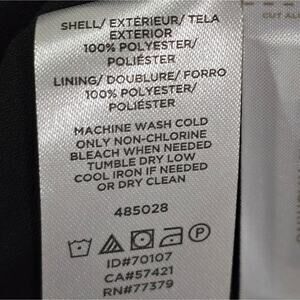 SHELL/ EXTÉRIEUR/ TELA
EXTERIOR
100% POLYESTER/
POLIÉSTER
LINING/ DOUBLURE/ FORRO
100% POLYESTER/
POLIÉSTER
MACHINE WASH COLD
ONLY NON-CHLORINE
BLEACH WHEN NEEDED
TUMBLE DRY LOW
COOL IRON IF NEEDED
OR DRY CLEAN
485028
P
ID#70107
CA#57421
RN#77379
CUT AL